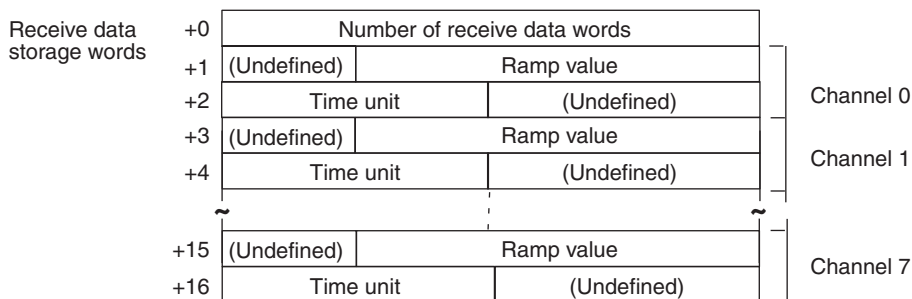 Receive data
storage words
+0 Number of receive data words
+1 (Undefined) Ramp value
+2 Time unit (Undefined)
Channel 0
+3 (Undefined) Ramp value
+4 Time unit (Undefined)
Channel 1
~ ~
+15 (Undefined) Ramp value
+16 Time unit (Undefined)
Channel 7